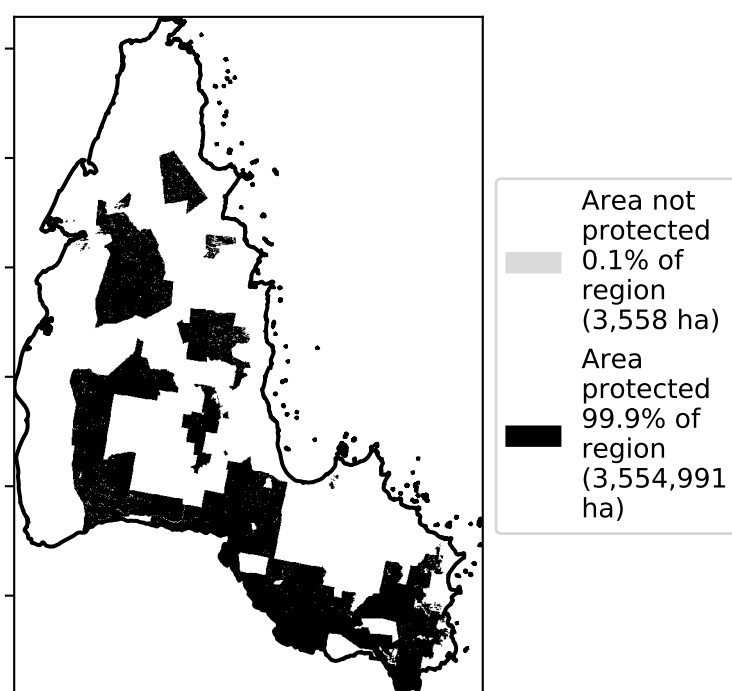 Area not
protected
0.1% of
region
(3,558 ha)
Area
protected
99.9% of
region
(3,554,991
ha)